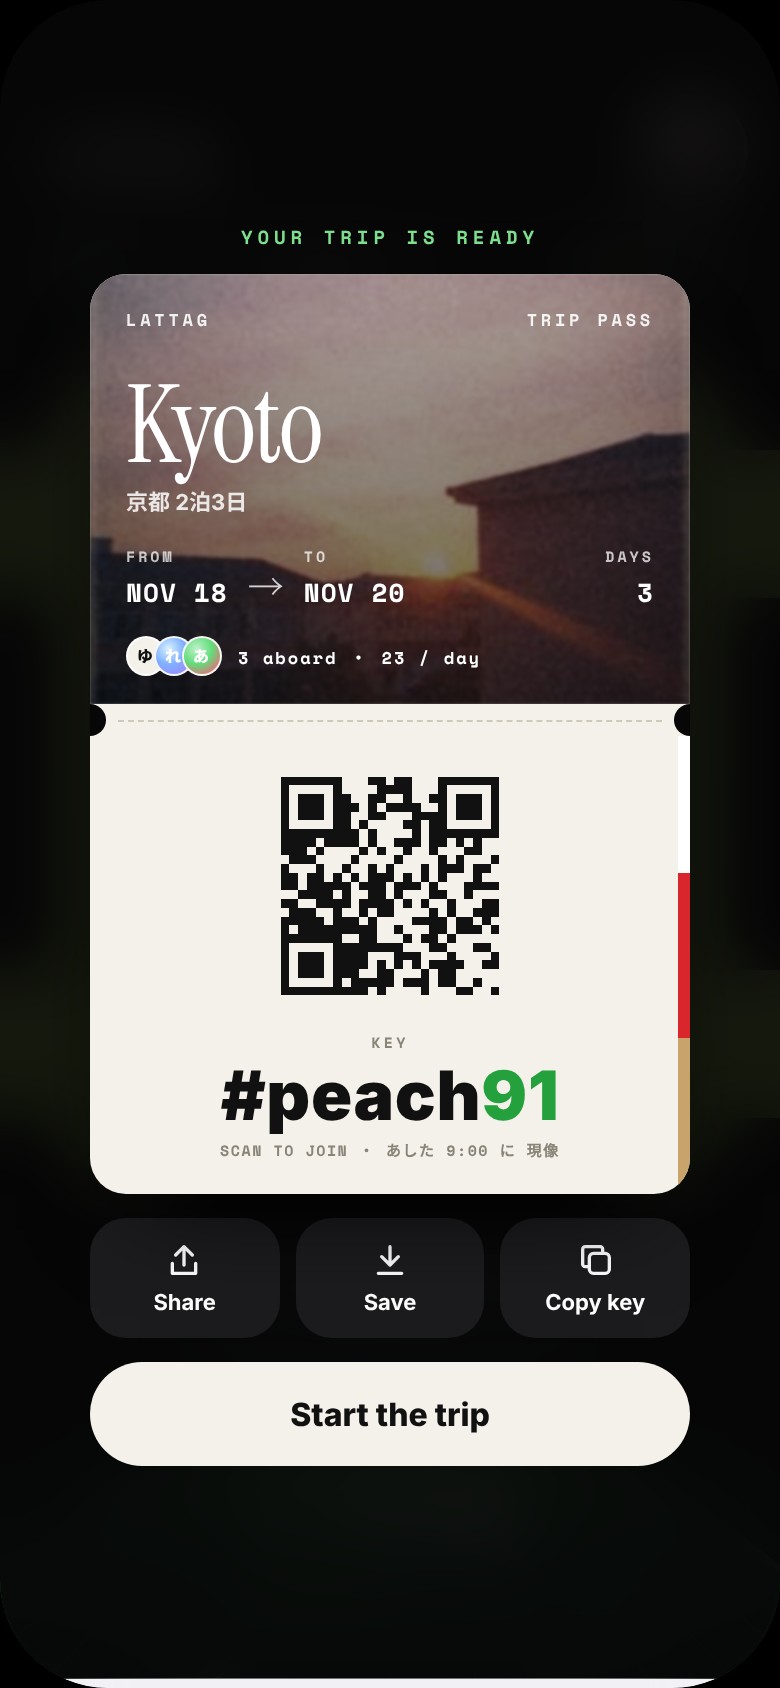 YOUR TRIP IS READY
LATTAG TRIP PASS
Kyoto
京都 2泊3日
FROM TO DAYS
NOV 18 → NOV 20 3
ゆ れ あ 3 aboard · 23 / day
KEY
#peach91
SCAN TO JOIN · あした 9:00 に 現像
Share Save Copy key
Start the trip